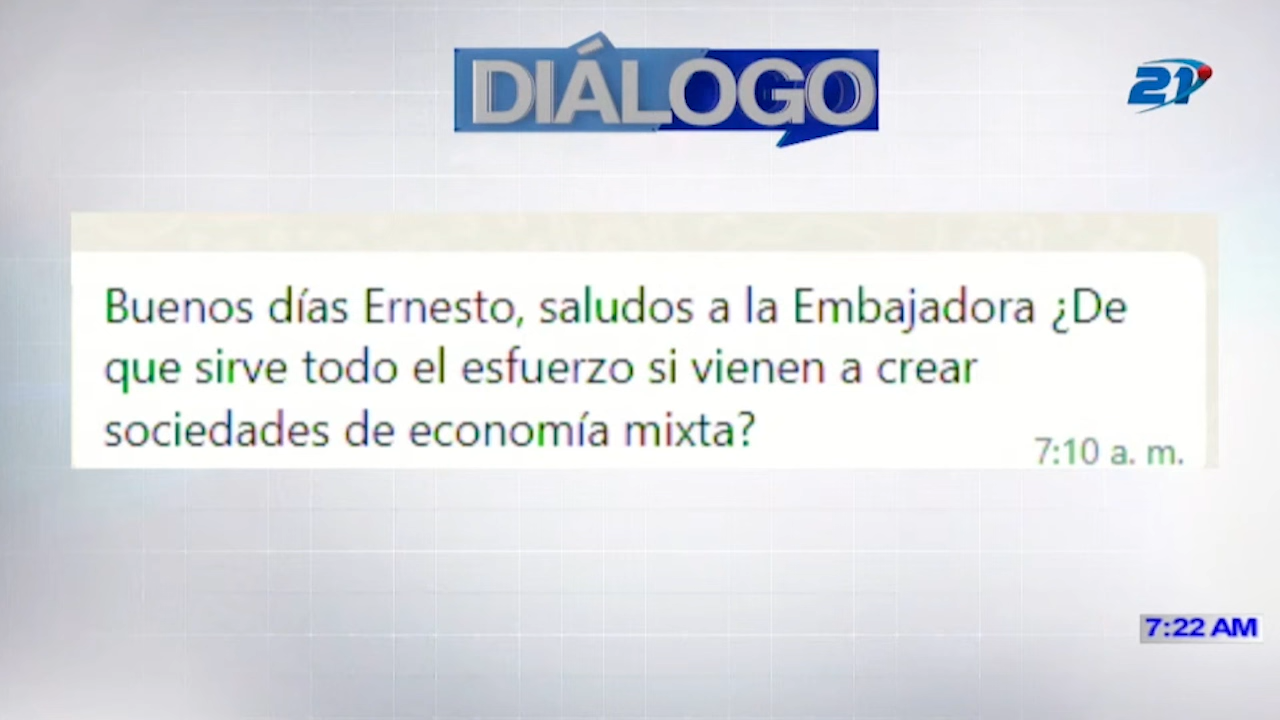 DIÁLOGO
21
Buenos días Ernesto, saludos a la Embajadora ¿De
que sirve todo el esfuerzo si vienen a crear
sociedades de economía mixta?
7:10 a. m.
7:22 AM